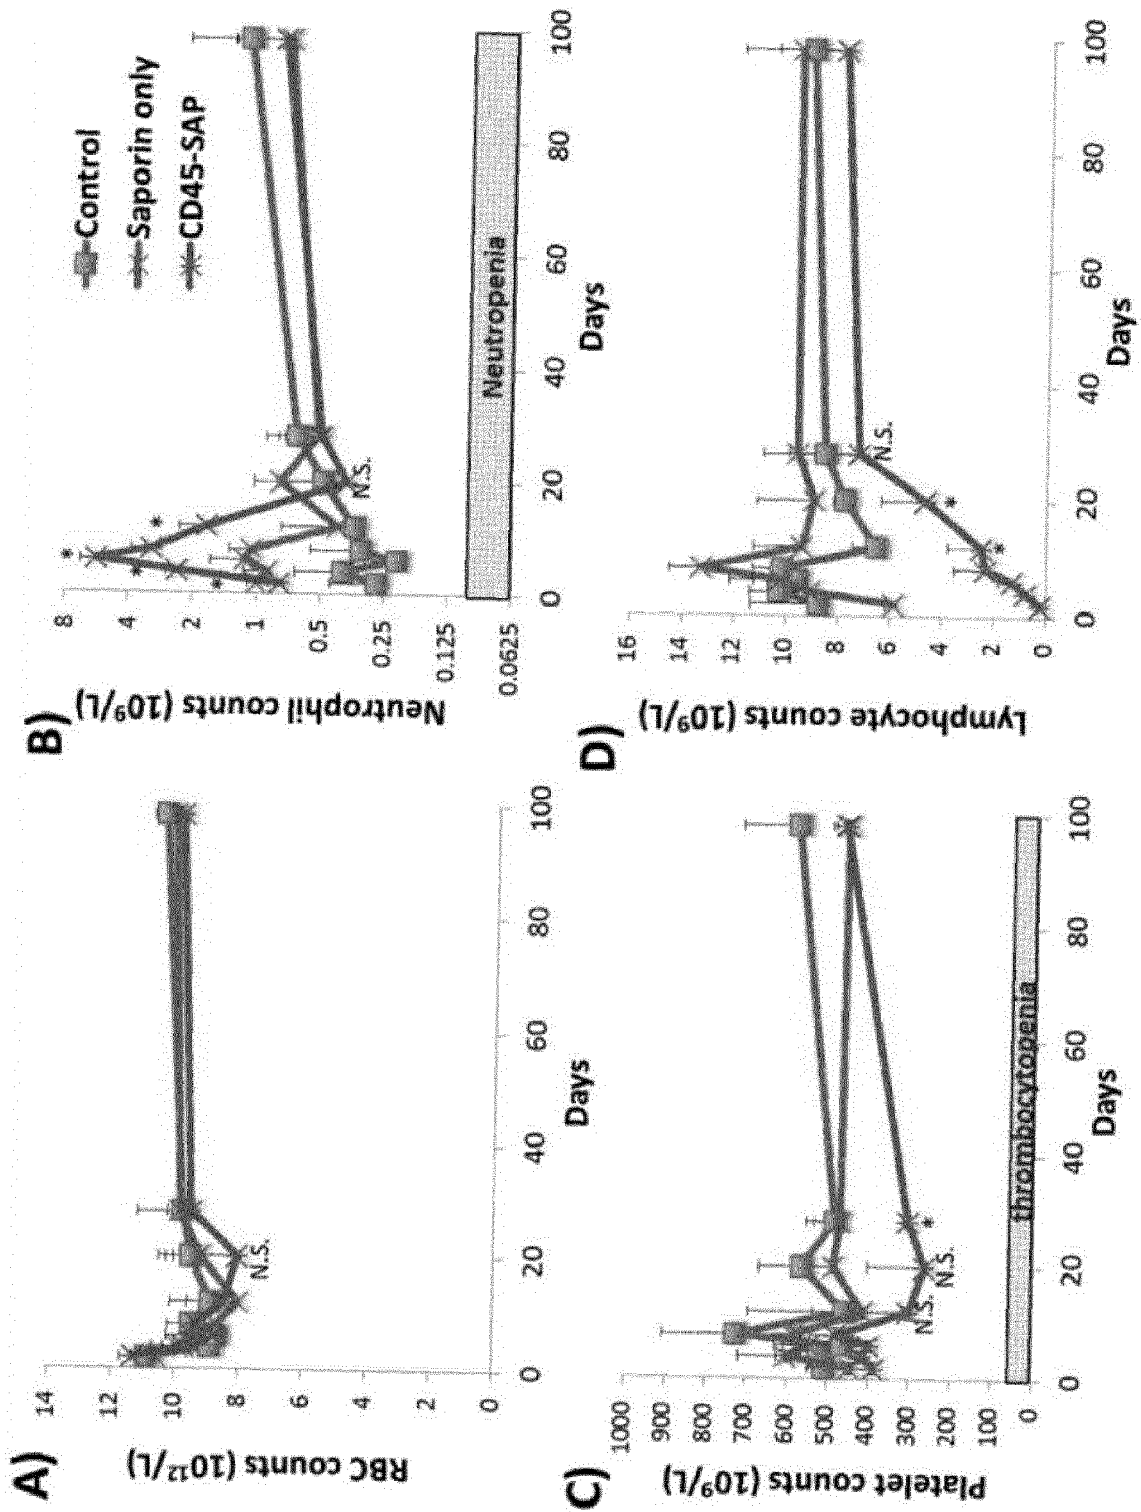 A)
RBC counts (10¹²/L)
14
12
10
8
6
4
2
0
N.S.
0 20 40 60 80 100
Days
B)
Neutrophil counts (10⁹/L)
8
4
2
1
0.5
0.25
0.125
0.0625
Control
Saporin only
CD45-SAP
*
*
*
*
N.S.
Neutropenia
0 20 40 60 80 100
Days
C)
Platelet counts (10⁹/L)
1000
900
800
700
600
500
400
300
200
100
0
N.S.
N.S.
*
thrombocytopenia
0 20 40 60 80 100
Days
D)
Lymphocyte counts (10⁹/L)
16
14
12
10
8
6
4
2
0
*
*
N.S.
0 20 40 60 80 100
Days